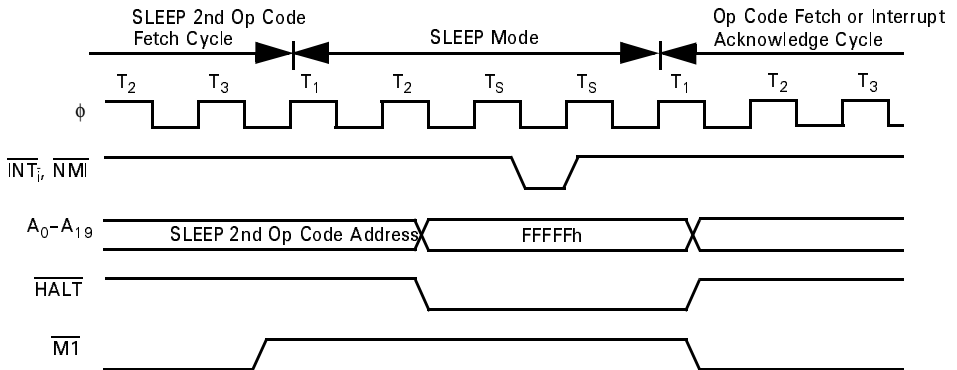 SLEEP 2nd Op Code
Fetch Cycle
SLEEP Mode
Op Code Fetch or Interrupt
Acknowledge Cycle
T2 T3 T1 T2 TS TS T1 T2 T3
ϕ
INTi, NMI
A0–A19 SLEEP 2nd Op Code Address FFFFFh
HALT
M1